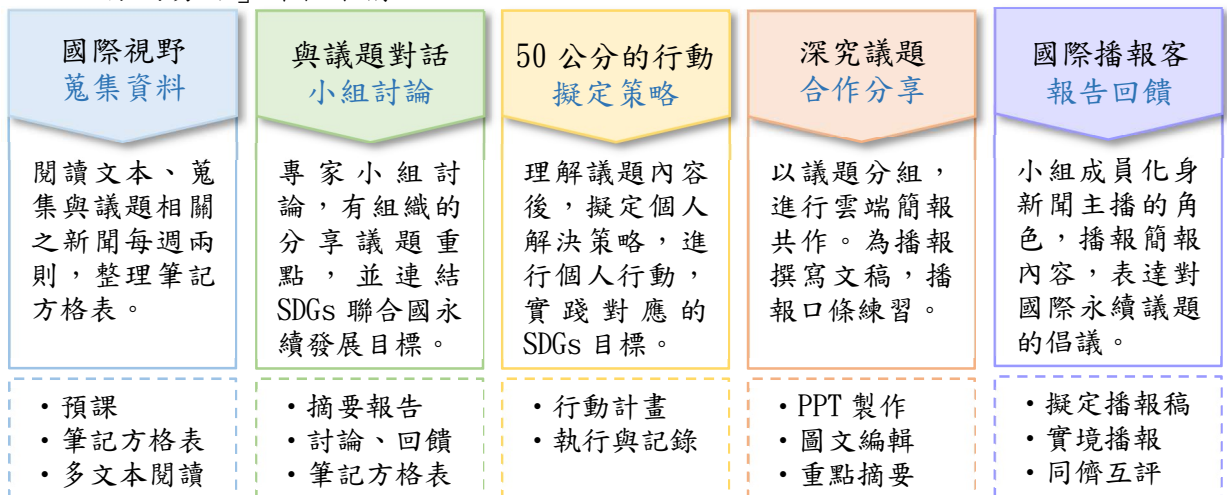 國際視野
蒐集資料
閱讀文本、蒐
集與議題相關
之新聞每週兩
則，整理筆記
方格表。
・預課
・筆記方格表
・多文本閱讀
與議題對話
小組討論
專家小組討
論，有組織的
分享議題重
點，並連結
SDGs 聯合國永
續發展目標。
・摘要報告
・討論、回饋
・筆記方格表
50 公分的行動
擬定策略
理解議題內容
後，擬定個人
解決策略，進
行個人行動，
實踐對應的
SDGs 目標。
・行動計畫
・執行與記錄
深究議題
合作分享
以議題分組，
進行雲端簡報
共作。為播報
撰寫文稿，播
報口條練習。
・PPT 製作
・圖文編輯
・重點摘要
國際播報客
報告回饋
小組成員化身
新聞主播的角
色，播報簡報
內容，表達對
國際永續議題
的倡議。
・擬定播報稿
・實境播報
・同儕互評